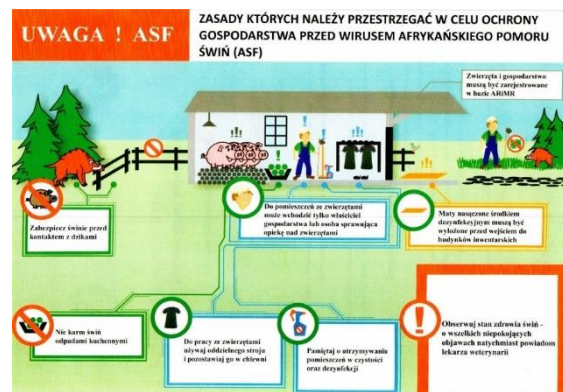 UWAGA ! ASF
ZASADY KTÓRYCH NALEŻY PRZESTRZEGAĆ W CELU OCHRONY
GOSPODARSTWA PRZED WIRUSEM AFRYKAŃSKIEGO POMORU
ŚWIŃ (ASF)
Zwierzęta i gospodarstwo
muszą być zarejestrowane
w bazie ARiMR
Zabezpiecz świnie przed
kontaktem z dzikami
Do pomieszczeń ze zwierzętami
może wchodzić tylko właściciel
gospodarstwa lub osoba sprawująca
opiekę nad zwierzętami
Maty nasączone środkiem
dezynfekcyjnym muszą być
wyłożone przed wejściem do
budynków inwentarskich
Nie karm świń
odpadami kuchennymi
Do pracy ze zwierzętami
używaj oddzielnego stroju
i pozostawiaj go w chlewni
Pamiętaj o utrzymywaniu
pomieszczeń w czystości
oraz dezynfekcji
Obserwuj stan zdrowia świń -
o wszelkich niepokojących
objawach natychmiast powiadom
lekarza weterynarii